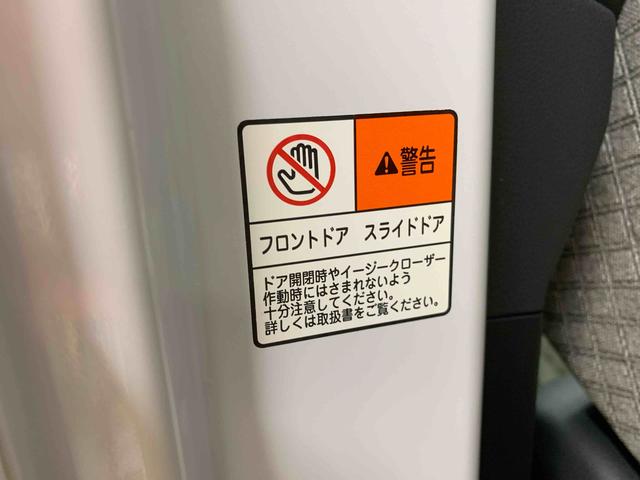 警告
フロントドア スライドドア
ドア開閉時やイージークローザー
作動時にはさまれないよう
十分注意してください。
詳しくは取扱書をご覧ください。